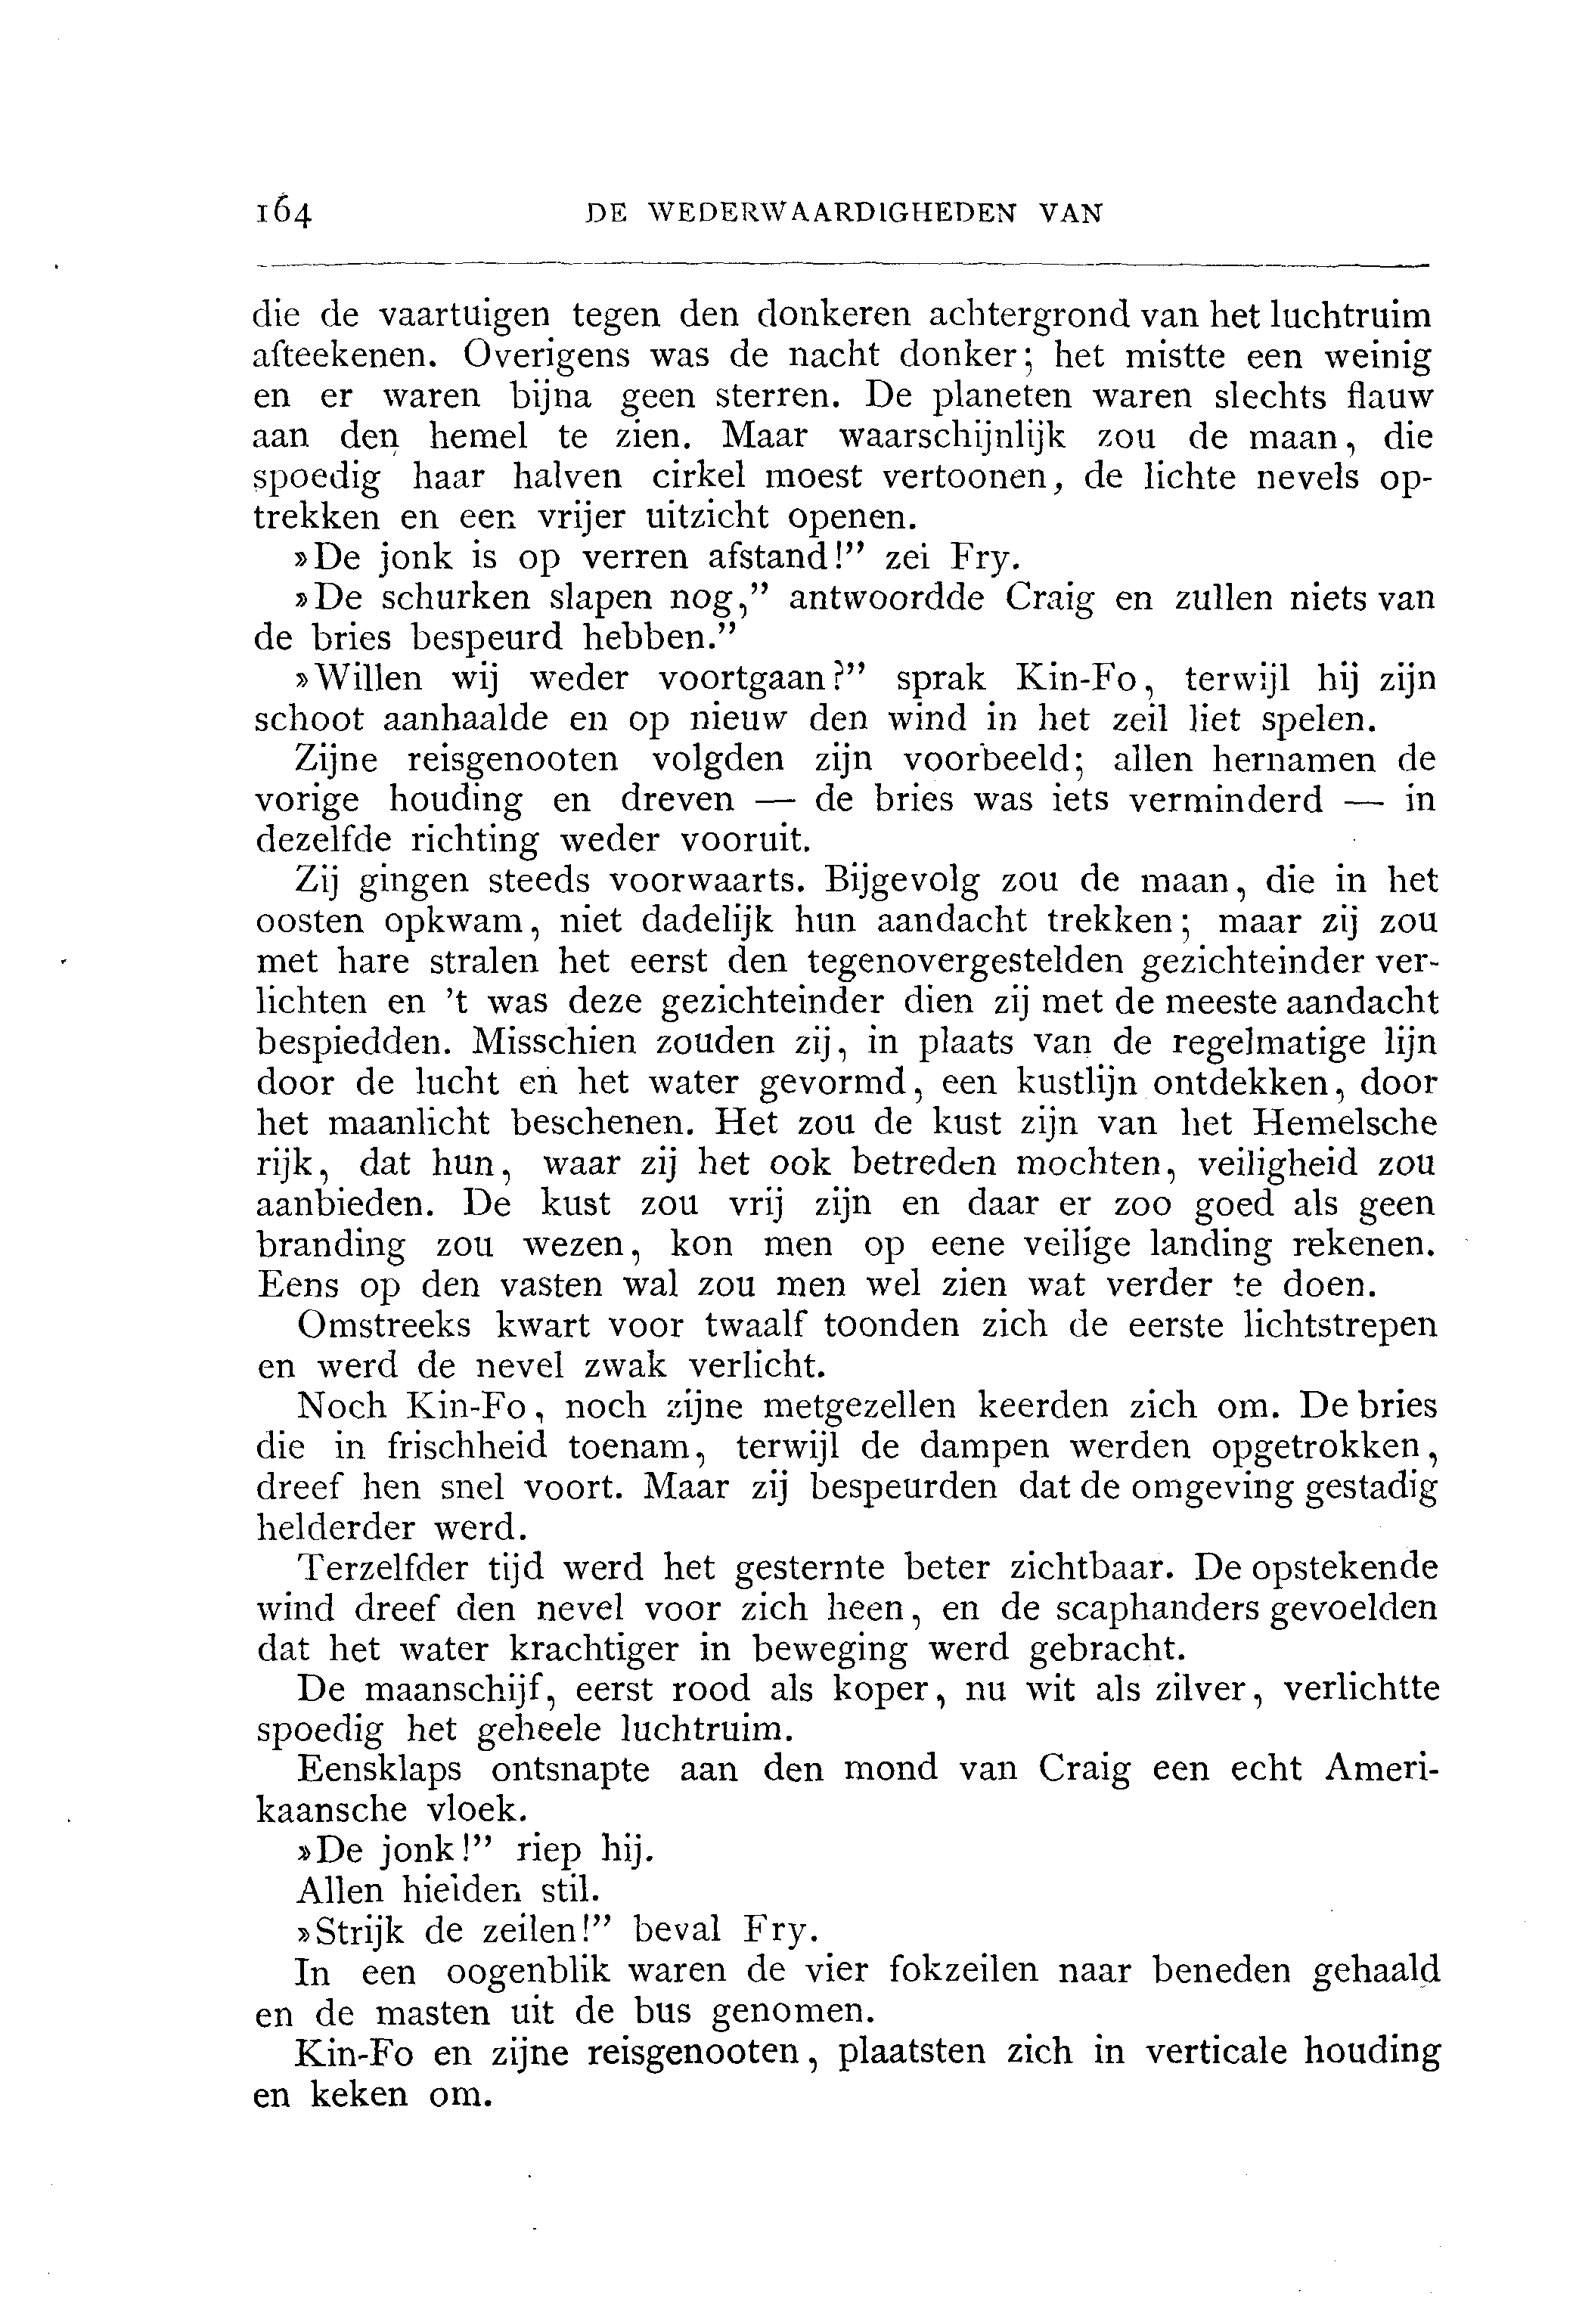 164 DE WEDERWAARDIGHEDEN VAN
die de vaartuigen tegen den donkeren achtergrond van het luchtruim
afteekenen. Overigens was de nacht donker; het mistte een weinig
en er waren bijna geen sterren. De planeten waren slechts flauw
aan den hemel te zien. Maar waarschijnlijk zou de maan, die
spoedig haar halven cirkel moest vertoonen, de lichte nevels op-
trekken en een vrijer uitzicht openen.
»De jonk is op verren afstand!” zei Fry.
»De schurken slapen nog,” antwoordde Craig en zullen niets van
de bries bespeurd hebben.”
»Willen wij weder voortgaan?” sprak Kin-Fo, terwijl hij zijn
schoot aanhaalde en op nieuw den wind in het zeil liet spelen.
Zijne reisgenooten volgden zijn voorbeeld; allen hernamen de
vorige houding en dreven — de bries was iets verminderd — in
dezelfde richting weder vooruit.
Zij gingen steeds voorwaarts. Bijgevolg zou de maan, die in het
oosten opkwam, niet dadelijk hun aandacht trekken; maar zij zou
met hare stralen het eerst den tegenovergestelden gezichteinder ver-
lichten en 't was deze gezichteinder dien zij met de meeste aandacht
bespiedden. Misschien zouden zij, in plaats van de regelmatige lijn
door de lucht en het water gevormd, een kustlijn ontdekken, door
het maanlicht beschenen. Het zou de kust zijn van het Hemelsche
rijk, dat hun, waar zij het ook betreden mochten, veiligheid zou
aanbieden. De kust zou vrij zijn en daar er zoo goed als geen
branding zou wezen, kon men op eene veilige landing rekenen.
Eens op den vasten wal zou men wel zien wat verder te doen.
Omstreeks kwart voor twaalf toonden zich de eerste lichtstrepen
en werd de nevel zwak verlicht.
Noch Kin-Fo, noch zijne metgezellen keerden zich om. De bries
die in frischheid toenam, terwijl de dampen werden opgetrokken,
dreef hen snel voort. Maar zij bespeurden dat de omgeving gestadig
helderder werd.
Terzelfder tijd werd het gesternte beter zichtbaar. De opstekende
wind dreef den nevel voor zich heen, en de scaphanders gevoelden
dat het water krachtiger in beweging werd gebracht.
De maanschijf, eerst rood als koper, nu wit als zilver, verlichtte
spoedig het geheele luchtruim.
Eensklaps ontsnapte aan den mond van Craig een echt Ameri-
kaansche vloek.
»De jonk!” riep hij.
Allen hielden stil.
»Strijk de zeilen!” beval Fry.
In een oogenblik waren de vier fokzeilen naar beneden gehaald
en de masten uit de bus genomen.
Kin-Fo en zijne reisgenooten, plaatsten zich in verticale houding
en keken om.